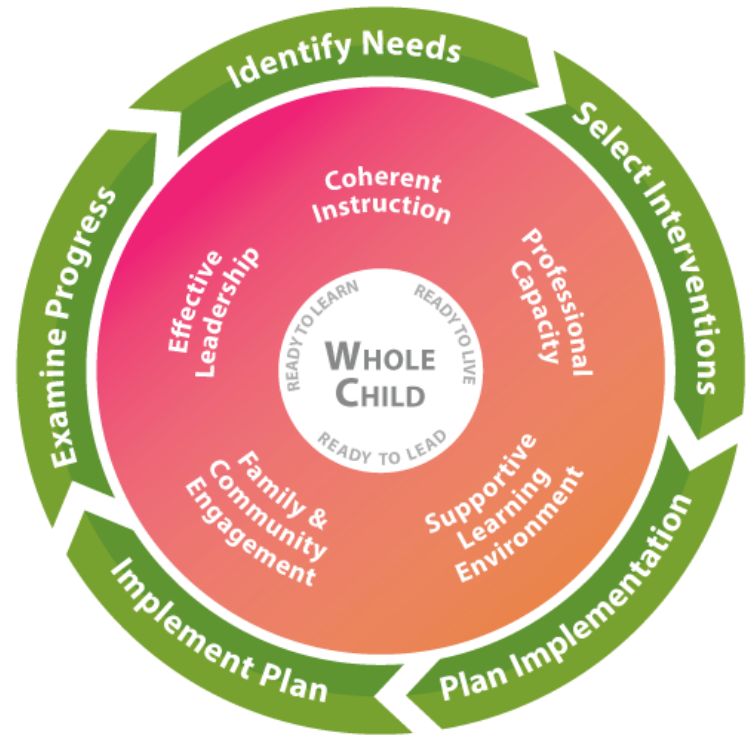 Identify Needs
Select Interventions
Plan Implementation
Implement Plan
Examine Progress
Coherent
Instruction
Professional
Capacity
Supportive
Learning
Environment
Family &
Community
Engagement
Effective
Leadership
READY TO LEARN
READY TO LIVE
READY TO LEAD
WHOLE
CHILD